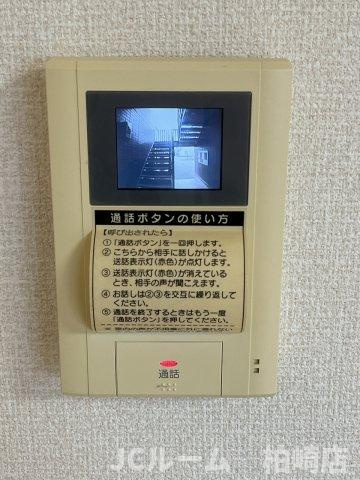 通話ボタンの使い方
【呼び出されたら】
①「通話ボタン」を一回押します。
②こちらから相手に話しかけると
送話表示灯(赤色)が点灯します。
③送話表示灯(赤色)が消えている
とき、相手の声が聞こえます。
④お話しは②③を交互に繰り返して
ください。
⑤通話を終了するときはもう一度
「通話ボタン」を押してください。
通話
JCルーム 柏崎店